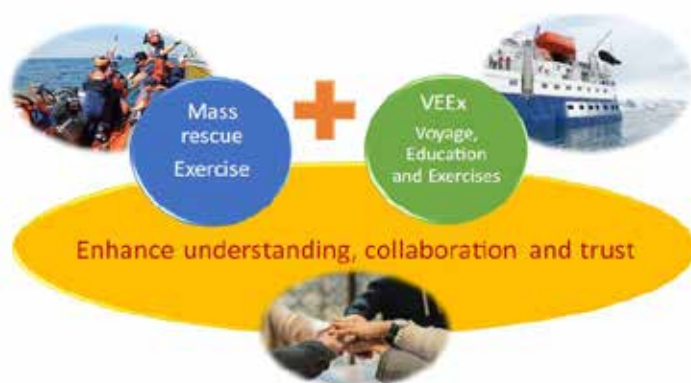 Mass
rescue
Exercise
VEEx
Voyage,
Education
and Exercises
Enhance understanding, collaboration and trust